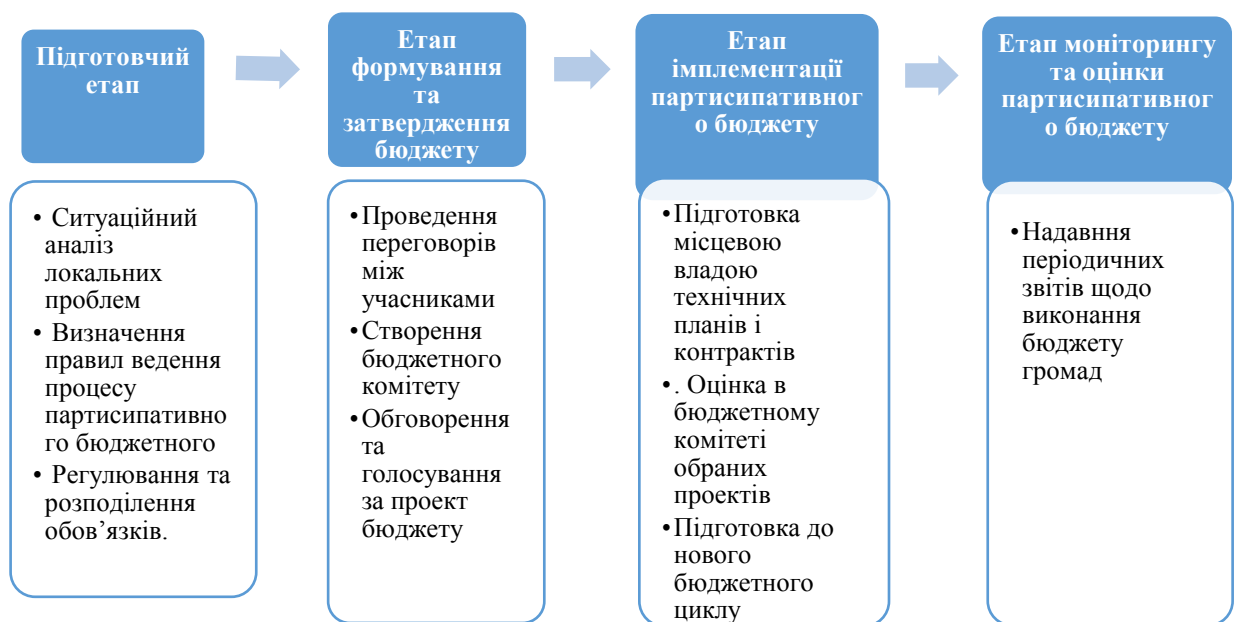 Підготовчий
етап
Етап
формування
та
затвердження
бюджету
Етап
імплементації
партисипативног
о бюджету
Етап моніторингу
та оцінки
партисипативног
о бюджету
• Ситуаційний
аналіз
локальних
проблем
• Визначення
правил ведення
процесу
партисипативно
го бюджетного
• Регулювання та
розподілення
обов’язків.
•Проведення
переговорів
між
учасниками
•Створення
бюджетного
комітету
•Обговорення
та
голосування
за проект
бюджету
•Підготовка
місцевою
владою
технічних
планів і
контрактів
•. Оцінка в
бюджетному
комітеті
обраних
проектів
•Підготовка до
нового
бюджетного
циклу
•Надавння
періодичних
звітів щодо
виконання
бюджету
громад